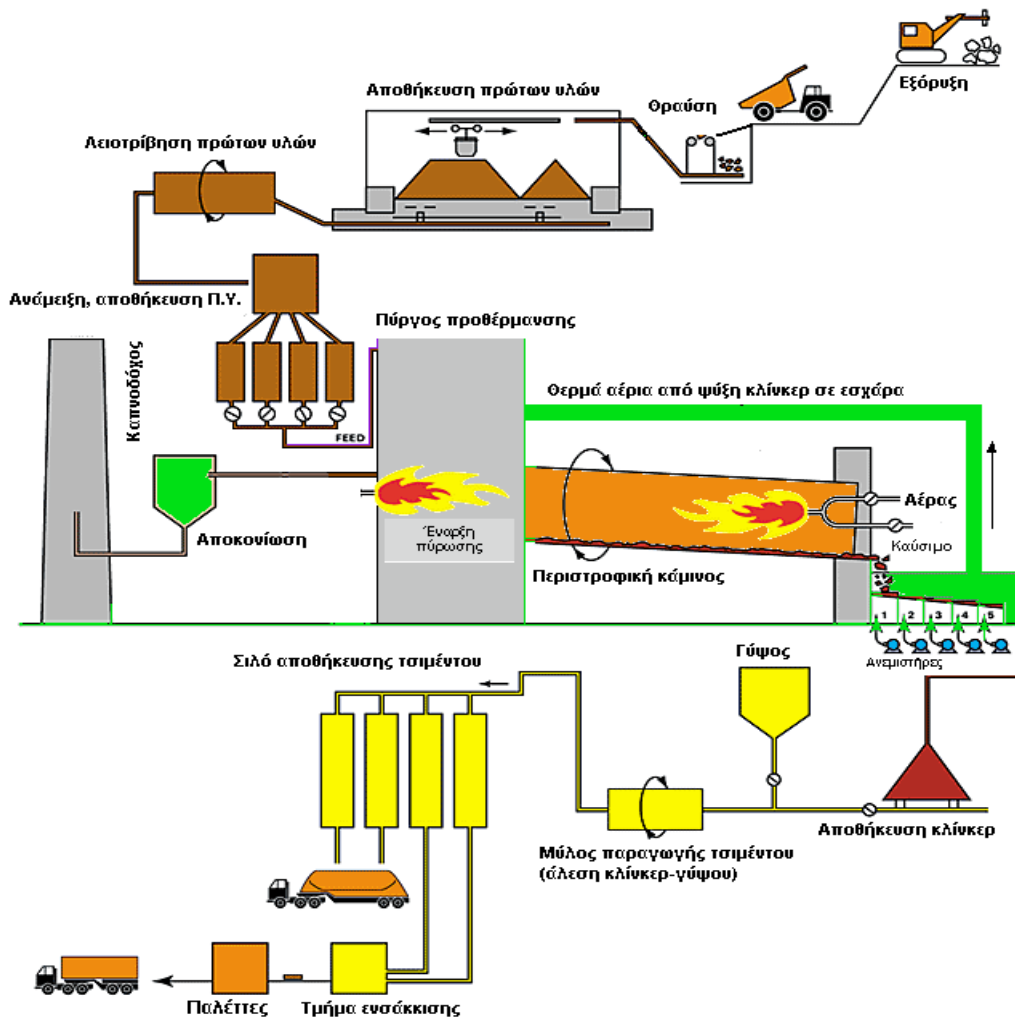 Εξόρυξη
Αποθήκευση πρώτων υλών
Θραύση
Λειοτρίβηση πρώτων υλών
Ανάμειξη, αποθήκευση Π.Υ.
Πύργος προθέρμανσης
Καπνοδόχος
Θερμά αέρια από ψύξη κλίνκερ σε εσχάρα
FEED
Αέρας
Αποκονίωση
Έναρξη
πύρωσης
Καύσιμο
Περιστροφική κάμινος
1 2 3 4 5
Ανεμιστήρες
Σιλό αποθήκευσης τσιμέντου
Γύψος
Αποθήκευση κλίνκερ
Μύλος παραγωγής τσιμέντου
(άλεση κλίνκερ-γύψου)
Παλέττες
Τμήμα ενσάκκισης